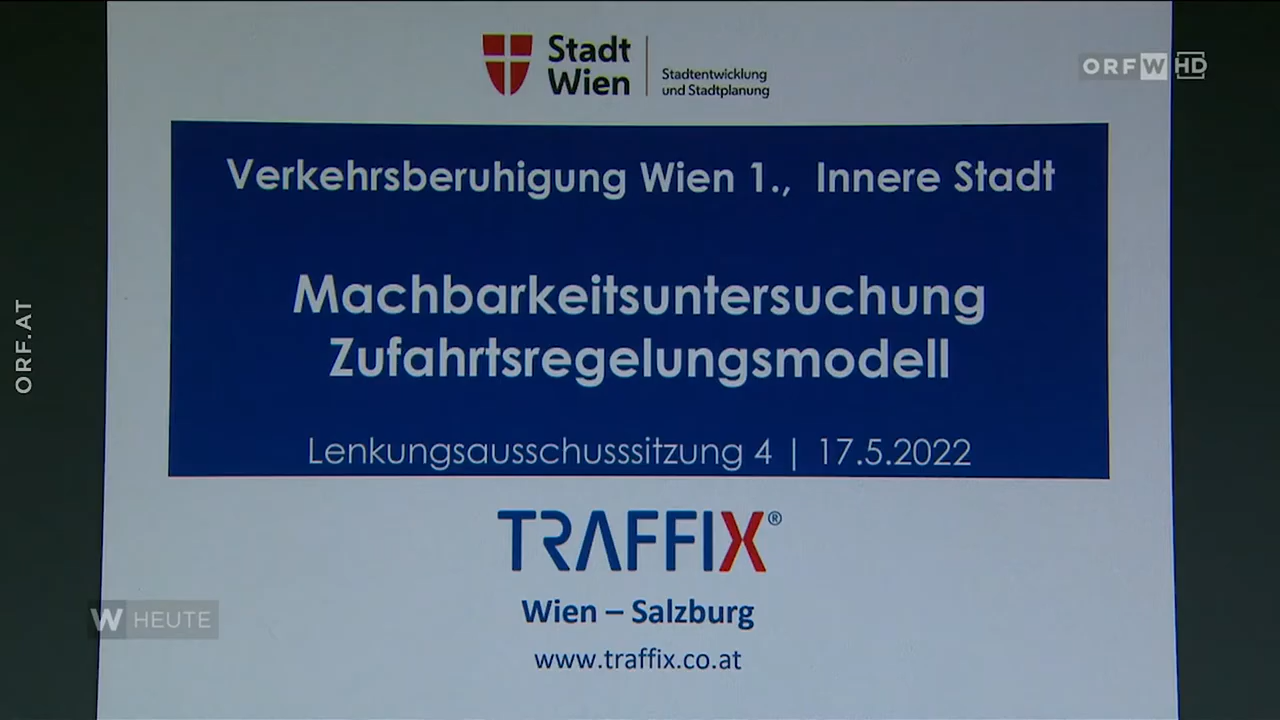 Stadt
Wien
Stadtentwicklung
und Stadtplanung
ORF W HD
Verkehrsberuhigung Wien 1., Innere Stadt
Machbarkeitsuntersuchung
Zufahrtsregelungsmodell
Lenkungsausschusssitzung 4 | 17.5.2022
ORF.AT
TRAFFIX®
Wien – Salzburg
www.traffix.co.at
W HEUTE